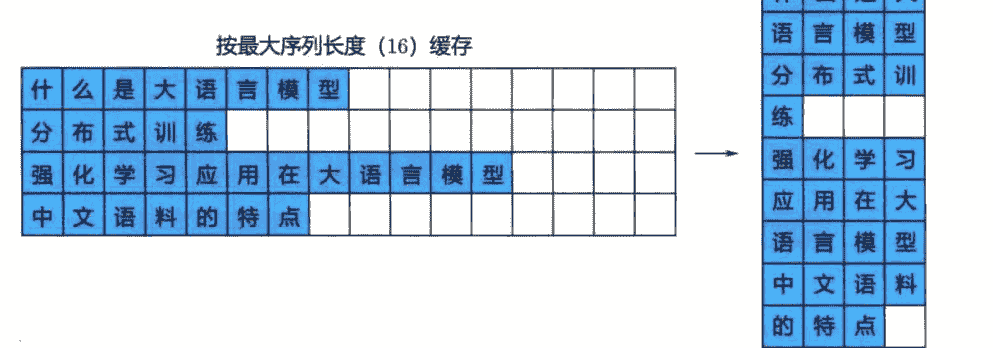 按最大序列长度（16）缓存
什么是大语言模型
分布式训练
强化学习应用在大语言模型
中文语料的特点
语言模型
分布式训
练
强化学习
应用在大
语言模型
中文语料
的特点